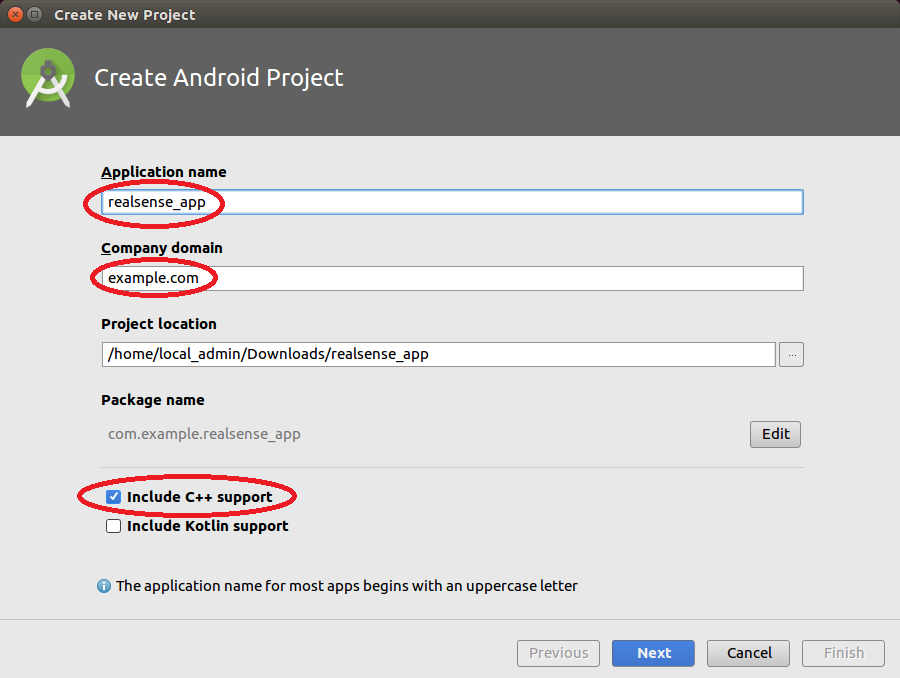 Create New Project
Create Android Project
Application name
realsense_app
Company domain
example.com
Project location
/home/local_admin/Downloads/realsense_app
...
Package name
com.example.realsense_app
Edit
Include C++ support
Include Kotlin support
The application name for most apps begins with an uppercase letter
Previous Next Cancel Finish